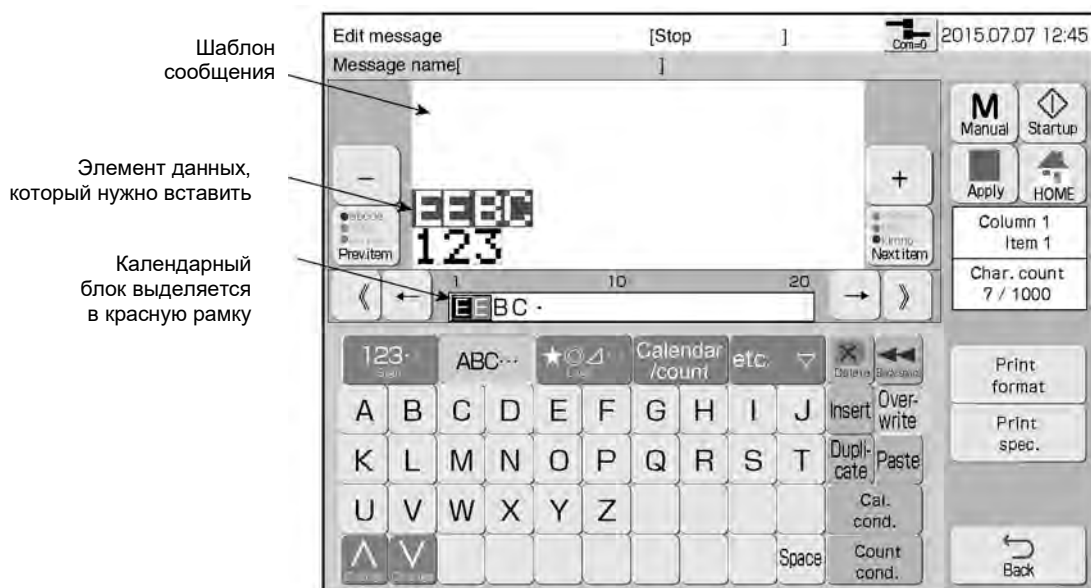 Шаблон
сообщения
Элемент данных,
который нужно вставить
Календарный
блок выделяется
в красную рамку
Edit message [Stop ] Com=0 2015.07.07 12:45
Message name[ ]
M
Manual
Startup
Apply
HOME
Column 1
Item 1
Char. count
7 / 1000
Print
format
Print
spec.
Back
−
+
EEBC
123
Prev.item
Next item
1 10 20
《 ← EEBC · → 》
123· ABC··· ★◎⊿ Calendar
/count etc. ▽ Delete
A B C D E F G H I J Insert Over-
write
K L M N O P Q R S T Dupli-
cate Paste
U V W X Y Z Cal.
cond.
Space Count
cond.